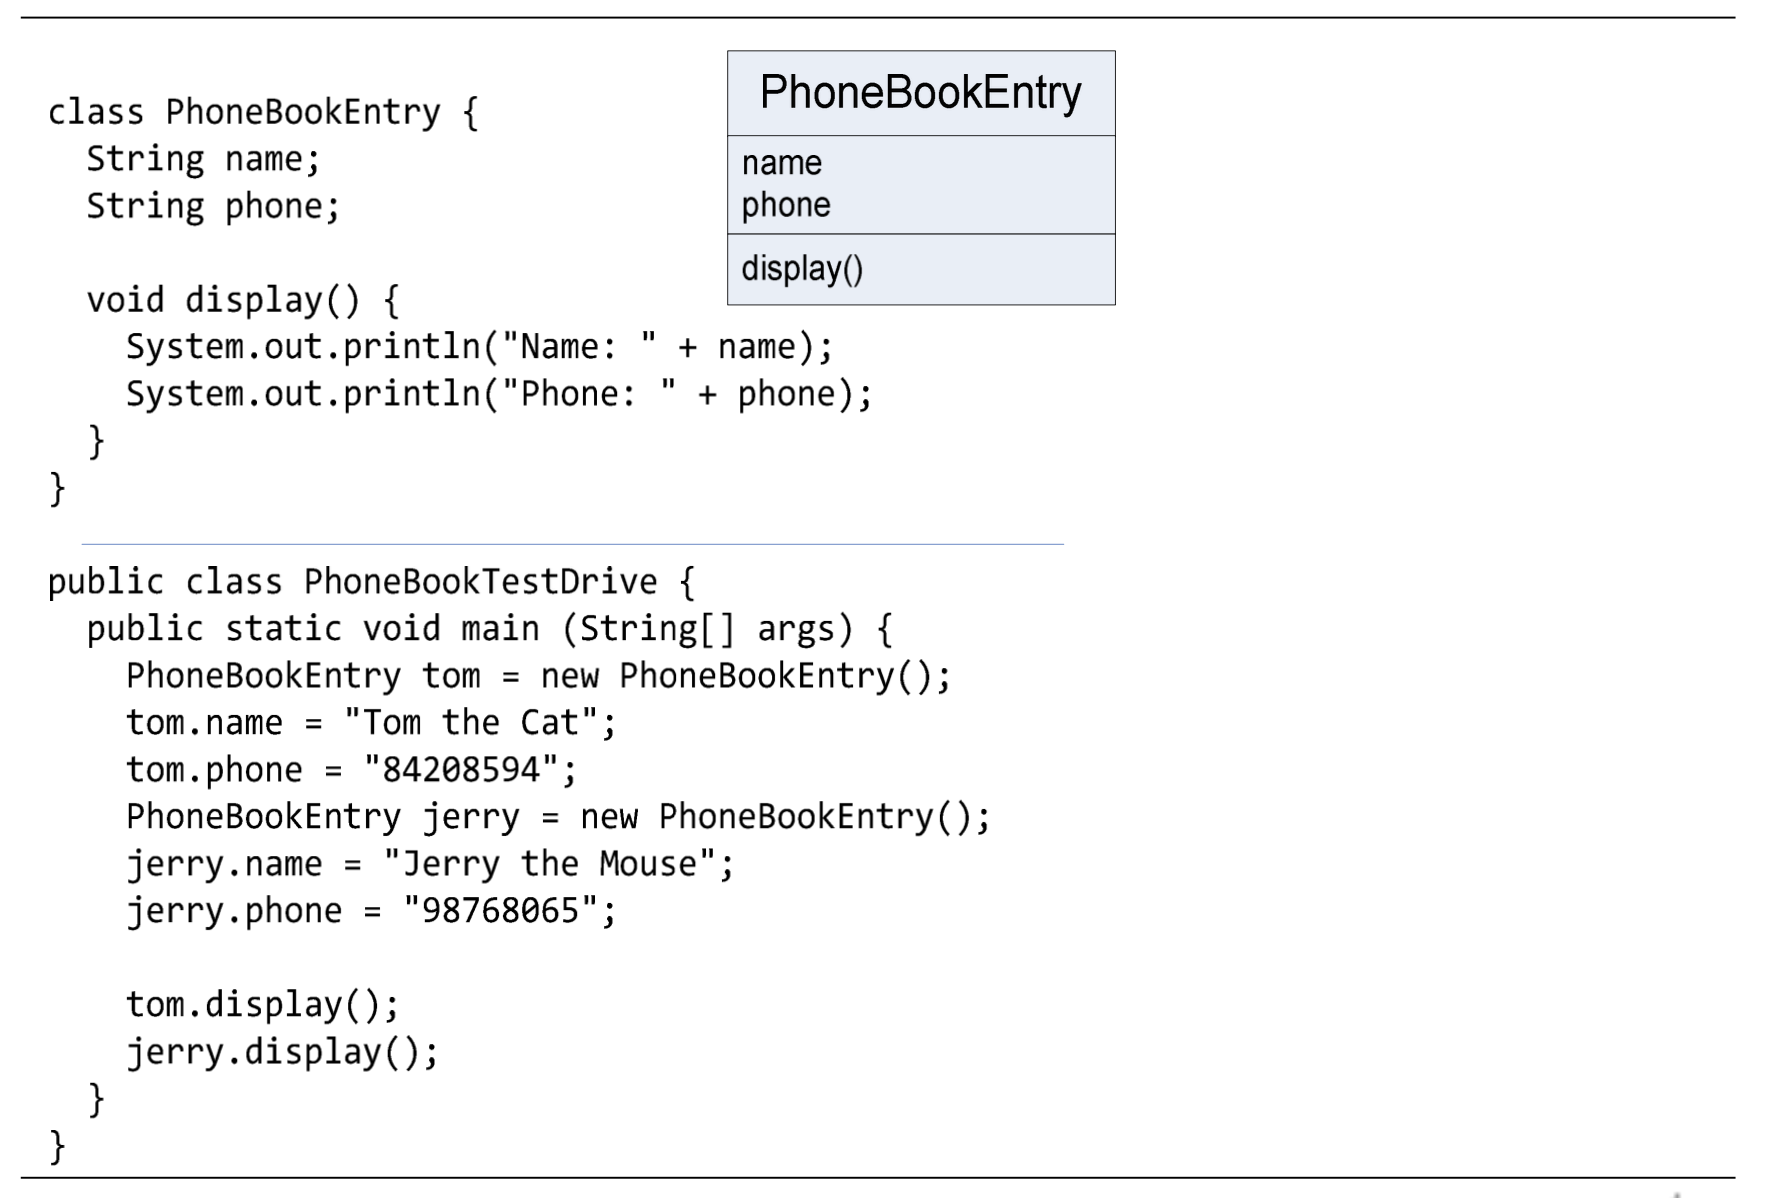 class PhoneBookEntry {
  String name;
  String phone;

  void display() {
    System.out.println("Name: " + name);
    System.out.println("Phone: " + phone);
  }
}
PhoneBookEntry
name
phone
display()
public class PhoneBookTestDrive {
  public static void main (String[] args) {
    PhoneBookEntry tom = new PhoneBookEntry();
    tom.name = "Tom the Cat";
    tom.phone = "84208594";
    PhoneBookEntry jerry = new PhoneBookEntry();
    jerry.name = "Jerry the Mouse";
    jerry.phone = "98768065";

    tom.display();
    jerry.display();
  }
}